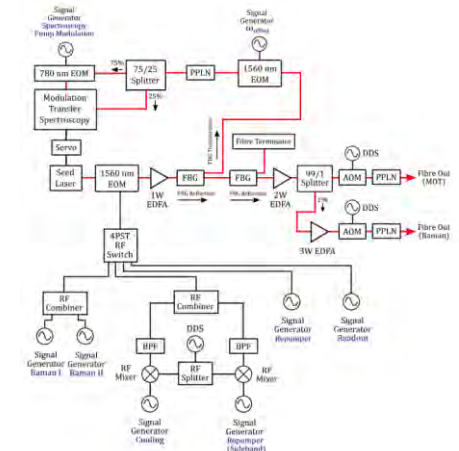 Signal
Generator
Spectroscopy
Pump Modulation
Signal
Generator
ωoffset
75%
780 nm EOM
75/25
Splitter
PPLN
1560 nm
EOM
25%
Modulation
Transfer
Spectroscopy
FBG Transmission
Fibre Terminator
Servo
Seed
Laser
1560 nm
EOM
1W
EDFA
FBG
FBG Reflection
FBG
FBG Reflection
2W
EDFA
99/1
Splitter
DDS
AOM
PPLN
Fibre Out
(MOT)
DDS
3W EDFA
AOM
PPLN
Fibre Out
(Raman)
4PST
RF
Switch
RF
Combiner
RF
Combiner
Signal
Generator
Repumper
Signal
Generator
Readout
Signal
Generator
Raman I
Signal
Generator
Raman II
BPF
DDS
BPF
RF
Mixer
RF
Splitter
RF
Mixer
Signal
Generator
Cooling
Signal
Generator
Repumper
(Sideband)